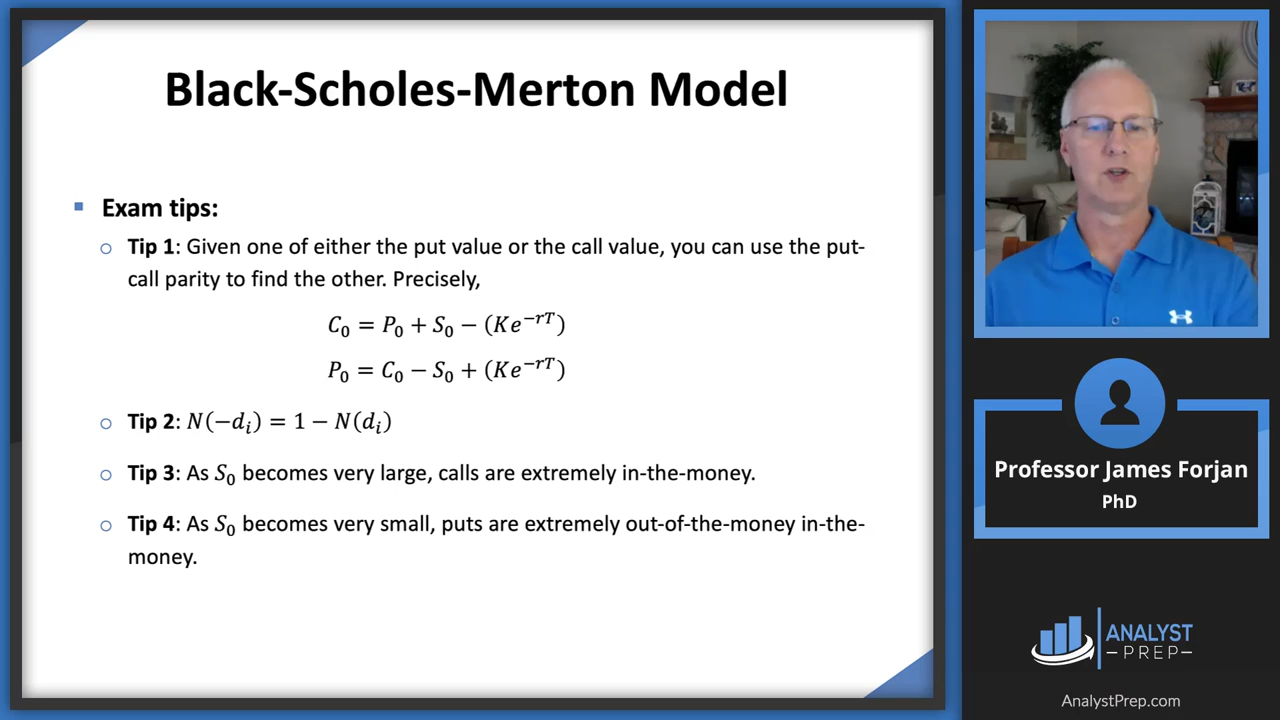 Black-Scholes-Merton Model
▪ Exam tips:
○ Tip 1: Given one of either the put value or the call value, you can use the put-
call parity to find the other. Precisely,
C₀ = P₀ + S₀ − (Ke^{−rT})
P₀ = C₀ − S₀ + (Ke^{−rT})
○ Tip 2: N(−dᵢ) = 1 − N(dᵢ)
○ Tip 3: As S₀ becomes very large, calls are extremely in-the-money.
○ Tip 4: As S₀ becomes very small, puts are extremely out-of-the-money in-the-
money.
Professor James Forjan
PhD
ANALYST
–PREP–
AnalystPrep.com